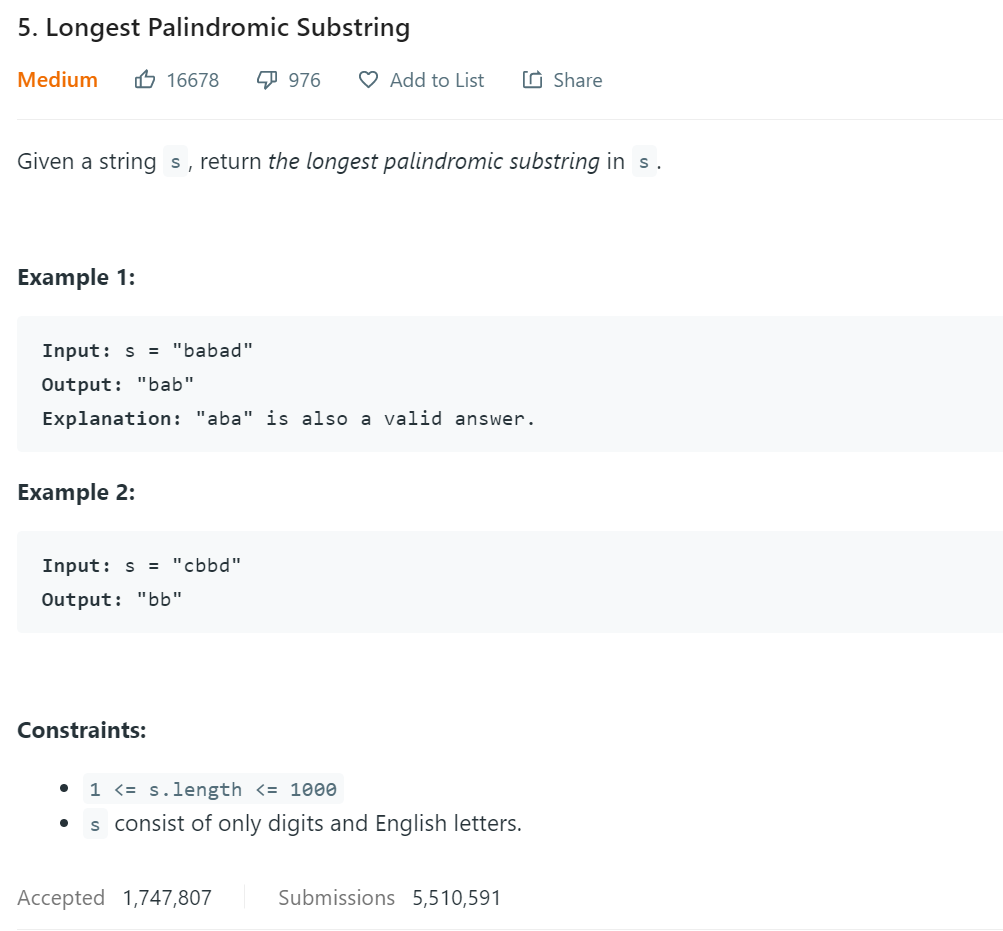 5. Longest Palindromic Substring
Medium 16678 976 Add to List Share
Given a string s, return the longest palindromic substring in s.
Example 1:
Input: s = "babad"
Output: "bab"
Explanation: "aba" is also a valid answer.
Example 2:
Input: s = "cbbd"
Output: "bb"
Constraints:
1 <= s.length <= 1000
s consist of only digits and English letters.
Accepted 1,747,807 Submissions 5,510,591